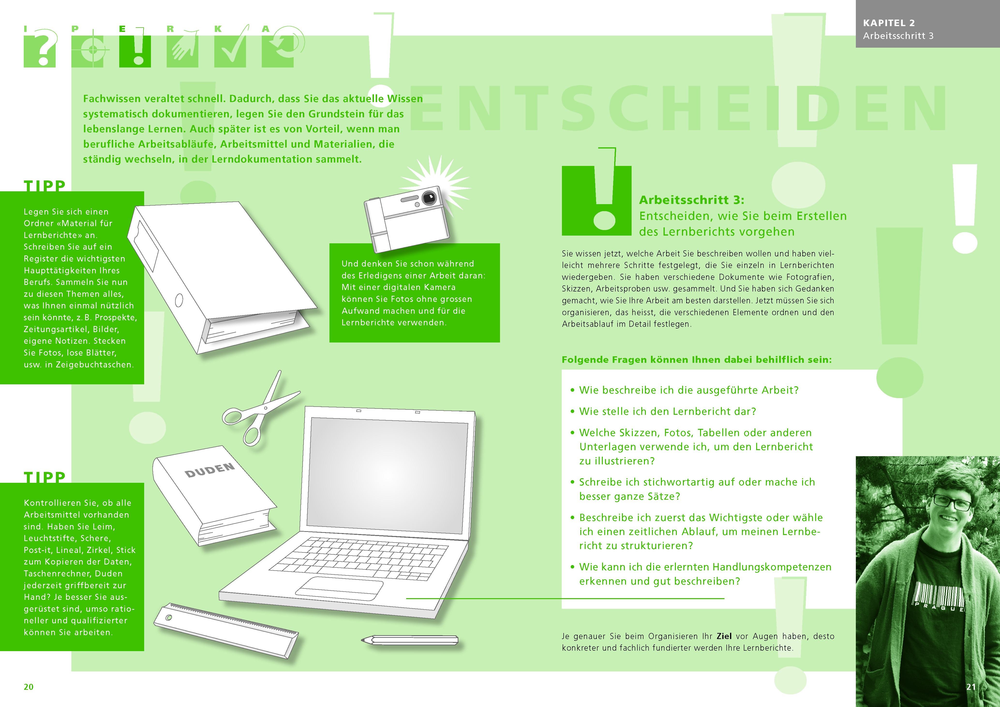 I P E R K A
KAPITEL 2
Arbeitsschritt 3
ENTSCHEIDEN
Fachwissen veraltet schnell. Dadurch, dass Sie das aktuelle Wissen
systematisch dokumentieren, legen Sie den Grundstein für das
lebenslange Lernen. Auch später ist es von Vorteil, wenn man
berufliche Arbeitsabläufe, Arbeitsmittel und Materialien, die
ständig wechseln, in der Lerndokumentation sammelt.
TIPP
Legen Sie sich einen
Ordner «Material für
Lernberichte» an.
Schreiben Sie auf ein
Register die wichtigsten
Haupttätigkeiten Ihres
Berufs. Sammeln Sie nun
zu diesen Themen alles,
was Ihnen einmal nützlich
sein könnte, z. B. Prospekte,
Zeitungsartikel, Bilder,
eigene Notizen. Stecken
Sie Fotos, lose Blätter,
usw. in Zeigebuchtaschen.
Und denken Sie schon während
des Erledigens einer Arbeit daran:
Mit einer digitalen Kamera
können Sie Fotos ohne grossen
Aufwand machen und für die
Lernberichte verwenden.
DUDEN
TIPP
Kontrollieren Sie, ob alle
Arbeitsmittel vorhanden
sind. Haben Sie Leim,
Leuchtstifte, Schere,
Post-it, Lineal, Zirkel, Stick
zum Kopieren der Daten,
Taschenrechner, Duden
jederzeit griffbereit zur
Hand? Je besser Sie aus-
gerüstet sind, umso ratio-
neller und qualifizierter
können Sie arbeiten.
20
Arbeitsschritt 3:
Entscheiden, wie Sie beim Erstellen
des Lernberichts vorgehen
Sie wissen jetzt, welche Arbeit Sie beschreiben wollen und haben viel-
leicht mehrere Schritte festgelegt, die Sie einzeln in Lernberichten
wiedergeben. Sie haben verschiedene Dokumente wie Fotografien,
Skizzen, Arbeitsproben usw. gesammelt. Und Sie haben sich Gedanken
gemacht, wie Sie Ihre Arbeit am besten darstellen. Jetzt müssen Sie sich
organisieren, das heisst, die verschiedenen Elemente ordnen und den
Arbeitsablauf im Detail festlegen.
Folgende Fragen können Ihnen dabei behilflich sein:
• Wie beschreibe ich die ausgeführte Arbeit?
• Wie stelle ich den Lernbericht dar?
• Welche Skizzen, Fotos, Tabellen oder anderen
Unterlagen verwende ich, um den Lernbericht
zu illustrieren?
• Schreibe ich stichwortartig auf oder mache ich
besser ganze Sätze?
• Beschreibe ich zuerst das Wichtigste oder wähle
ich einen zeitlichen Ablauf, um meinen Lernbe-
richt zu strukturieren?
• Wie kann ich die erlernten Handlungskompetenzen
erkennen und gut beschreiben?
Je genauer Sie beim Organisieren Ihr Ziel vor Augen haben, desto
konkreter und fachlich fundierter werden Ihre Lernberichte.
PRAGUE
21